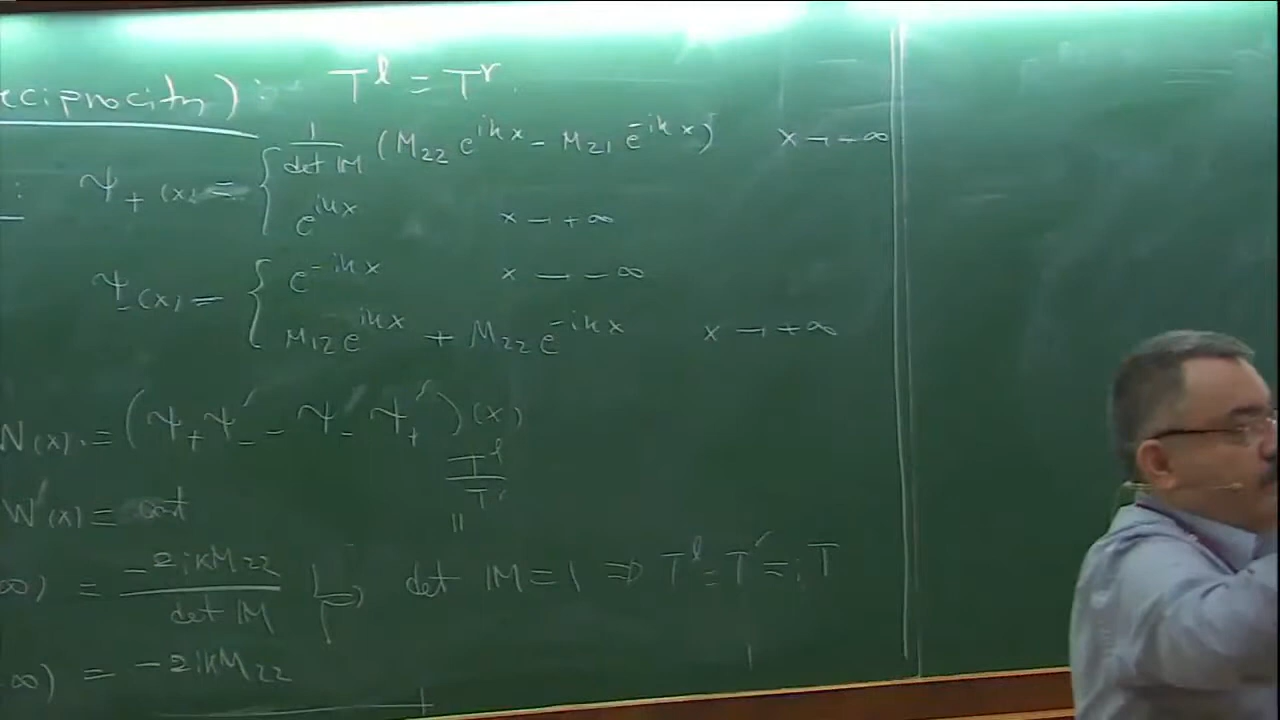 eciprocity) : T^l = T^r.
: ψ_+(x) = { 1/det M (M_22 e^{ikx} - M_21 e^{-ikx}) x → -∞
e^{ikx} x → +∞
ψ_-(x) = { e^{-ikx} x → -∞
M_12 e^{ikx} + M_22 e^{-ikx} x → +∞
W(x) := (ψ_+ ψ_-' - ψ_- ψ_+')(x)
T^l/T^r
W'(x) = 
∞) = -2ikM_22/det M det M = 1 ⇒ T^l = T^r =: T
∞) = -2ikM_22